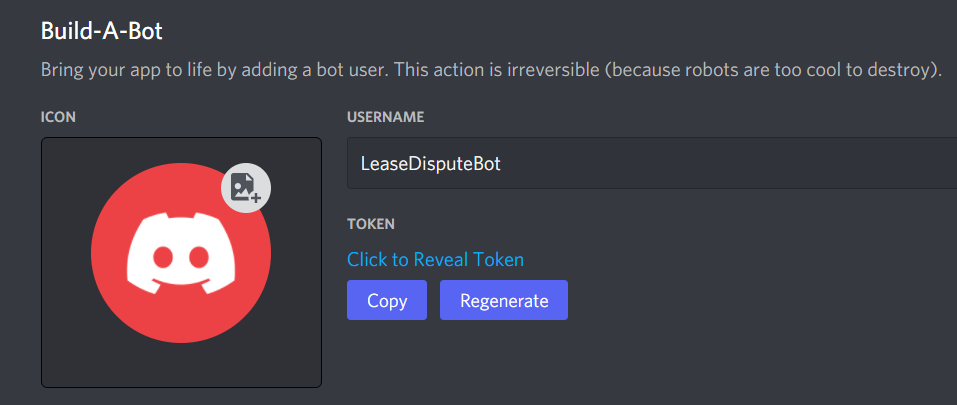 Build-A-Bot
Bring your app to life by adding a bot user. This action is irreversible (because robots are too cool to destroy).
ICON
USERNAME
LeaseDisputeBot
TOKEN
Click to Reveal Token
Copy
Regenerate